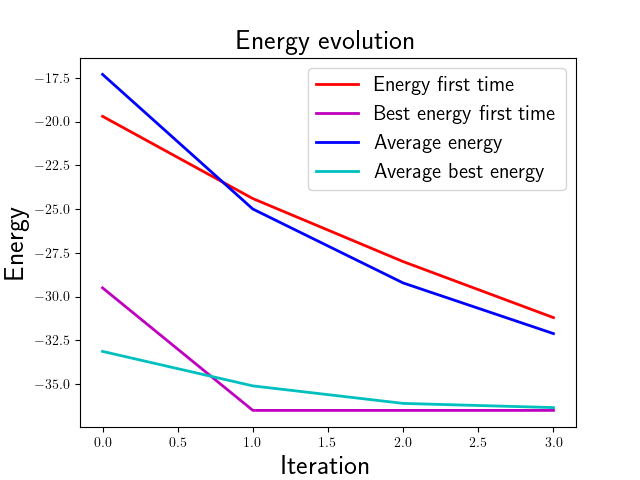 Energy evolution
Energy first time
Best energy first time
Average energy
Average best energy
Energy
−17.5
−20.0
−22.5
−25.0
−27.5
−30.0
−32.5
−35.0
0.0 0.5 1.0 1.5 2.0 2.5 3.0
Iteration